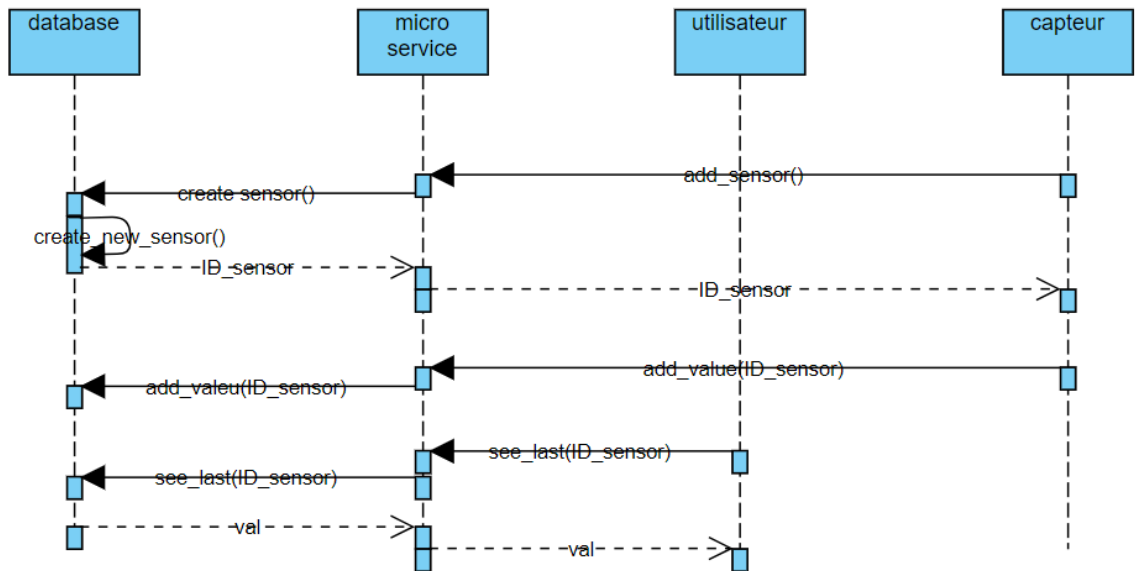 database
micro
service
utilisateur
capteur
add_sensor()
create sensor()
create_new_sensor()
ID_sensor
ID_sensor
add_value(ID_sensor)
add_valeu(ID_sensor)
see_last(ID_sensor)
see_last(ID_sensor)
val
val